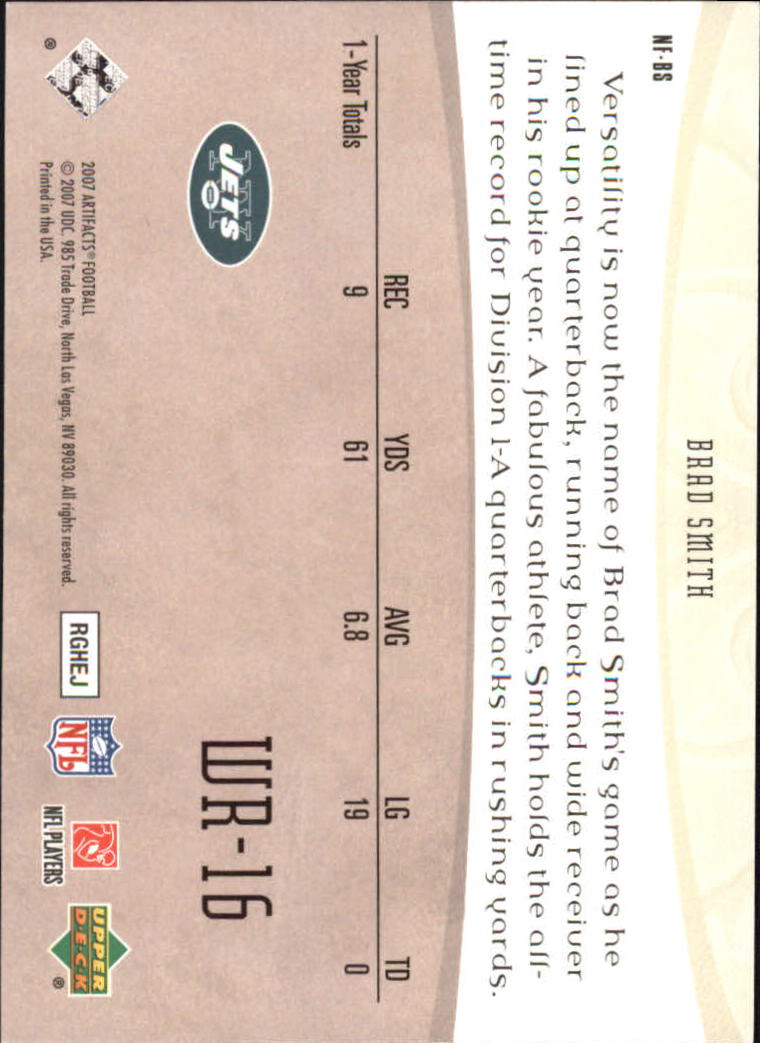 NF-BS
BRAD SMITH
Versatility is now the name of Brad Smith's game as he
lined up at quarterback, running back and wide receiver
in his rookie year. A fabulous athlete, Smith holds the all-
time record for Division 1-A quarterbacks in rushing yards.
REC YDS AVG LG TD
1-Year Totals 9 61 6.8 19 0
NY JETS
WR-16
2007 ARTIFACTS® FOOTBALL
© 2007 UDC, 985 Trade Drive, North Las Vegas, NV 89030. All rights reserved.
Printed in the USA.
®
RGHEJ
NFL
NFL PLAYERS
UPPER
DECK
®